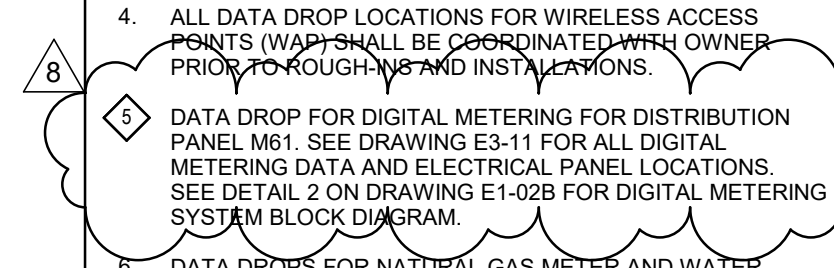 4. ALL DATA DROP LOCATIONS FOR WIRELESS ACCESS
POINTS (WAP) SHALL BE COORDINATED WITH OWNER
PRIOR TO ROUGH-INS AND INSTALLATIONS.
8
5 DATA DROP FOR DIGITAL METERING FOR DISTRIBUTION
PANEL M61. SEE DRAWING E3-11 FOR ALL DIGITAL
METERING DATA AND ELECTRICAL PANEL LOCATIONS.
SEE DETAIL 2 ON DRAWING E1-02B FOR DIGITAL METERING
SYSTEM BLOCK DIAGRAM.
6. DATA DROPS FOR NATURAL GAS METER AND WATER